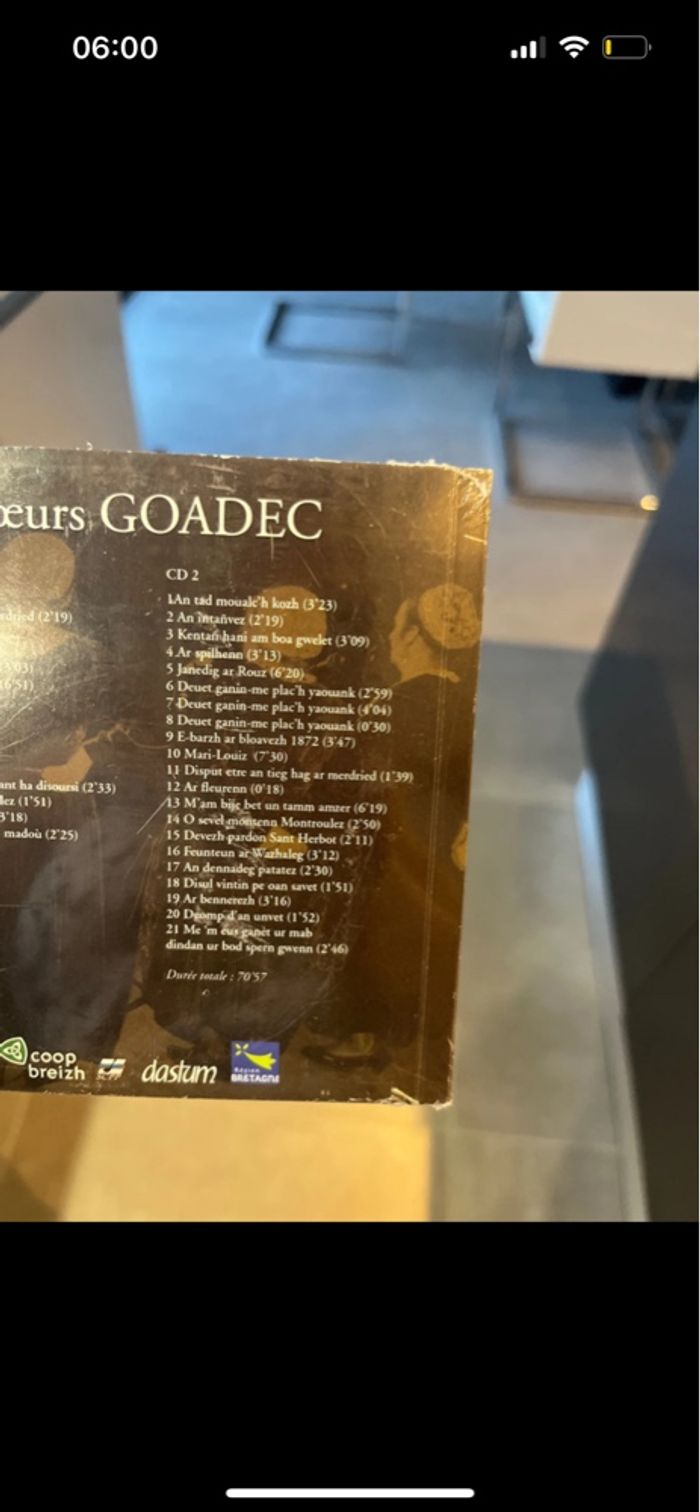 06:00
œurs GOADEC
CD 2
1An tad moualc'h kozh (3'23)
edried (2'19)
2 An intañvez (2'19)
3 Kentañ hani am boa gwelet (3'09)
4 Ar spilhenn (3'13)
5 Janedig ar Rouz (6'20)
6 Deuet ganin-me plac'h yaouank (2'59)
7 Deuet ganin-me plac'h yaouank (4'04)
8 Deuet ganin-me plac'h yaouank (0'30)
9 E-barzh ar bloavezh 1872 (3'47)
10 Mari-Louiz (7'30)
11 Disput etre an tieg hag ar merdried (1'39)
ant ha disoursi (2'33)
12 Ar fleurenn (0'18)
lez (1'51)
13 M'am bije bet un tamm amzer (6'19)
3'18)
14 O sevel monsenn Montroulez (2'50)
madoù (2'25)
15 Devezh pardon Sant Herbot (2'11)
16 Feunteun ar Wazhaleg (3'12)
17 An dennadeg patatez (2'30)
18 Disul vintin pe oan savet (1'51)
19 Ar bennerezh (3'16)
20 Deomp d'an unvet (1'52)
21 Me 'm eus ganet ur mab
dindan ur bod spern gwenn (2'46)
Durée totale : 70'57
coop
breizh
dastum
Région
BRETAGNE